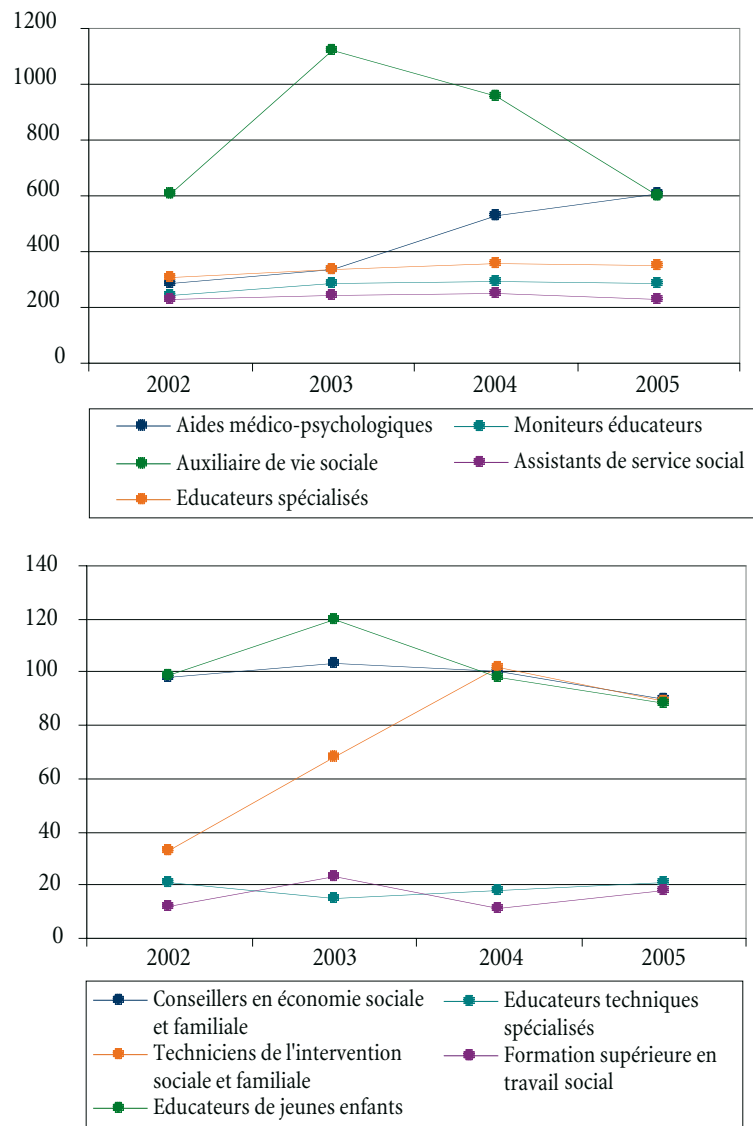 1200
1000
800
600
400
200
0
2002 2003 2004 2005
Aides médico-psychologiques Moniteurs éducateurs
Auxiliaire de vie sociale Assistants de service social
Educateurs spécialisés
140
120
100
80
60
40
20
0
2002 2003 2004 2005
Conseillers en économie sociale
et familiale
Educateurs techniques
spécialisés
Techniciens de l'intervention
sociale et familiale
Formation supérieure en
travail social
Educateurs de jeunes enfants